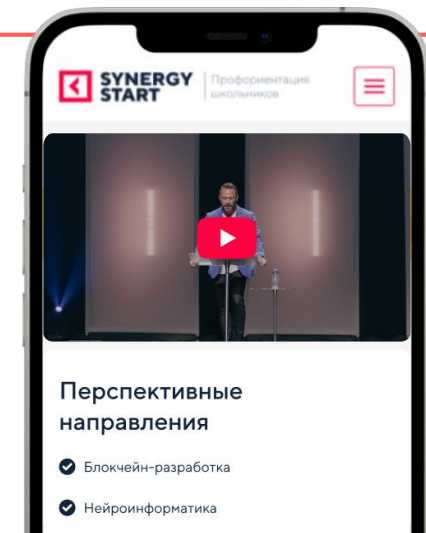 SYNERGY
START
Профориентация
школьников
Перспективные
направления
Блокчейн-разработка
Нейроинформатика